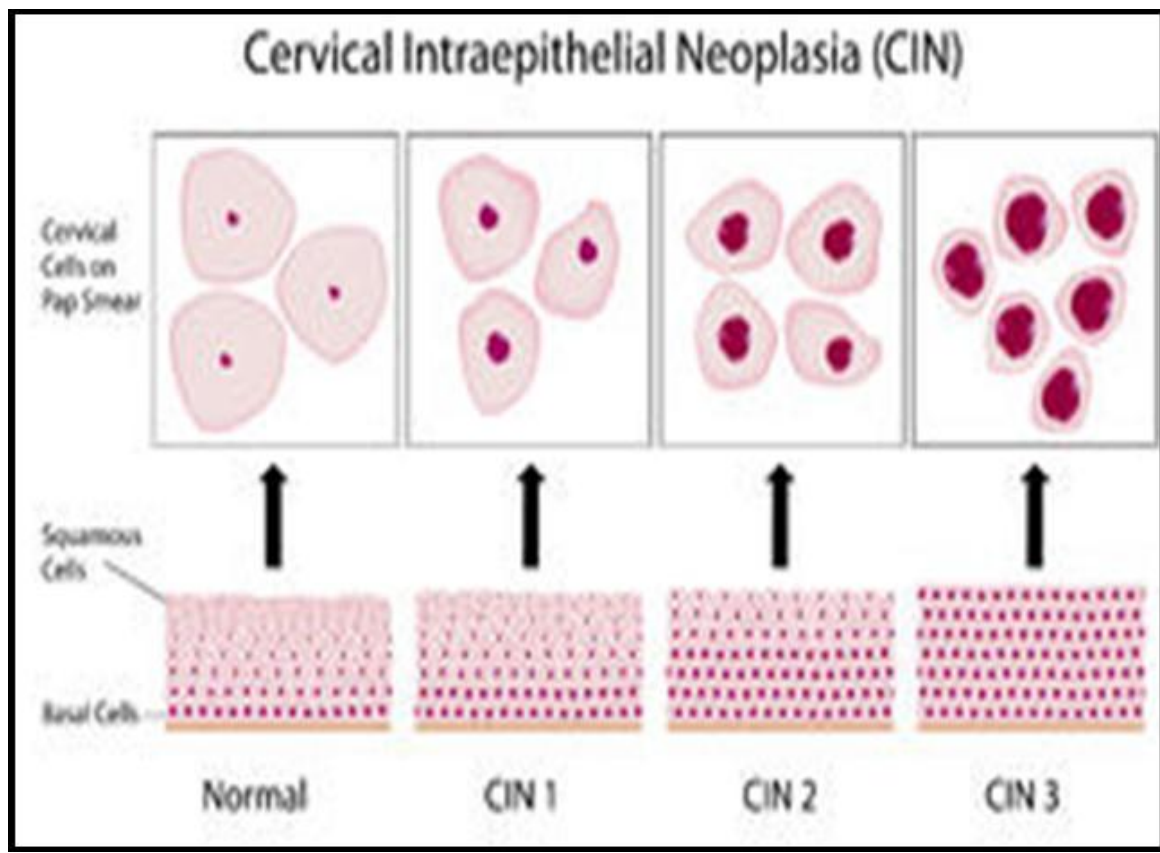 Cervical Intraepithelial Neoplasia (CIN)
Cervical
Cells on
Pap Smear
Squamous
Cells
Basal Cells
Normal
CIN 1
CIN 2
CIN 3